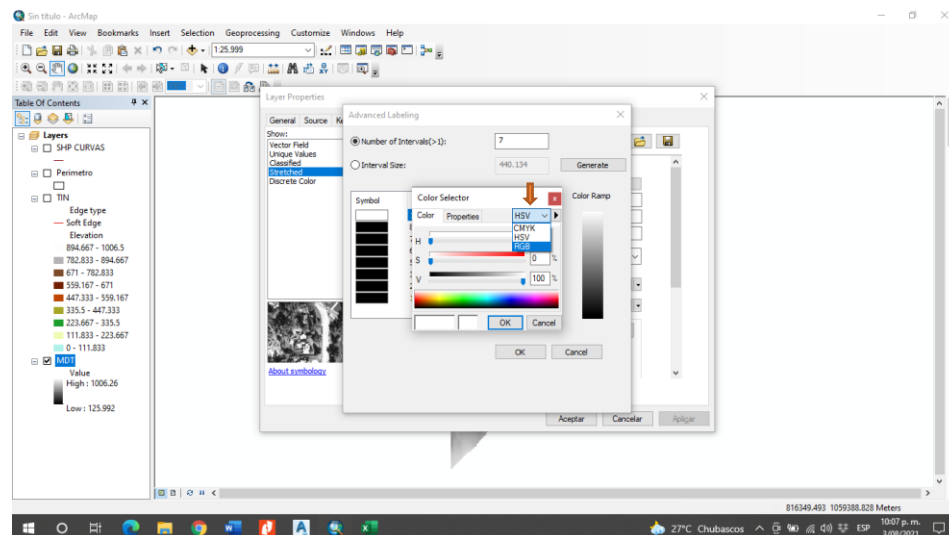 Sin título - ArcMap
File Edit View Bookmarks Insert Selection Geoprocessing Customize Windows Help
1:25.999
Table Of Contents
Layers
SHP CURVAS
Perimetro
TIN
Edge type
Soft Edge
Elevation
894.667 - 1006.5
782.833 - 894.667
671 - 782.833
559.167 - 671
447.333 - 559.167
335.5 - 447.333
223.667 - 335.5
111.833 - 223.667
0 - 111.833
MDT
Value
High : 1006.26
Low : 125.992
Layer Properties
General Source
Show:
Vector Field
Unique Values
Classified
Stretched
Discrete Color
About symbology
Aceptar Cancelar Aplicar
Advanced Labeling
Number of Intervals(>1): 7
Interval Size: 440.134 Generate
Symbol
Color Ramp
OK Cancel
Color Selector
Color Properties HSV
CMYK
HSV
RGB
H
S 0 %
V 100 %
OK Cancel
816349.493 1059388.828 Meters
27°C Chubascos ESP 10:07 p. m.
3/08/2021